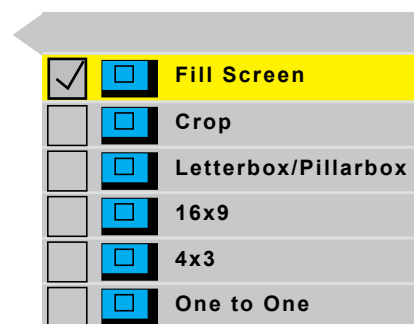 Fill Screen
Crop
Letterbox/Pillarbox
16x9
4x3
One to One